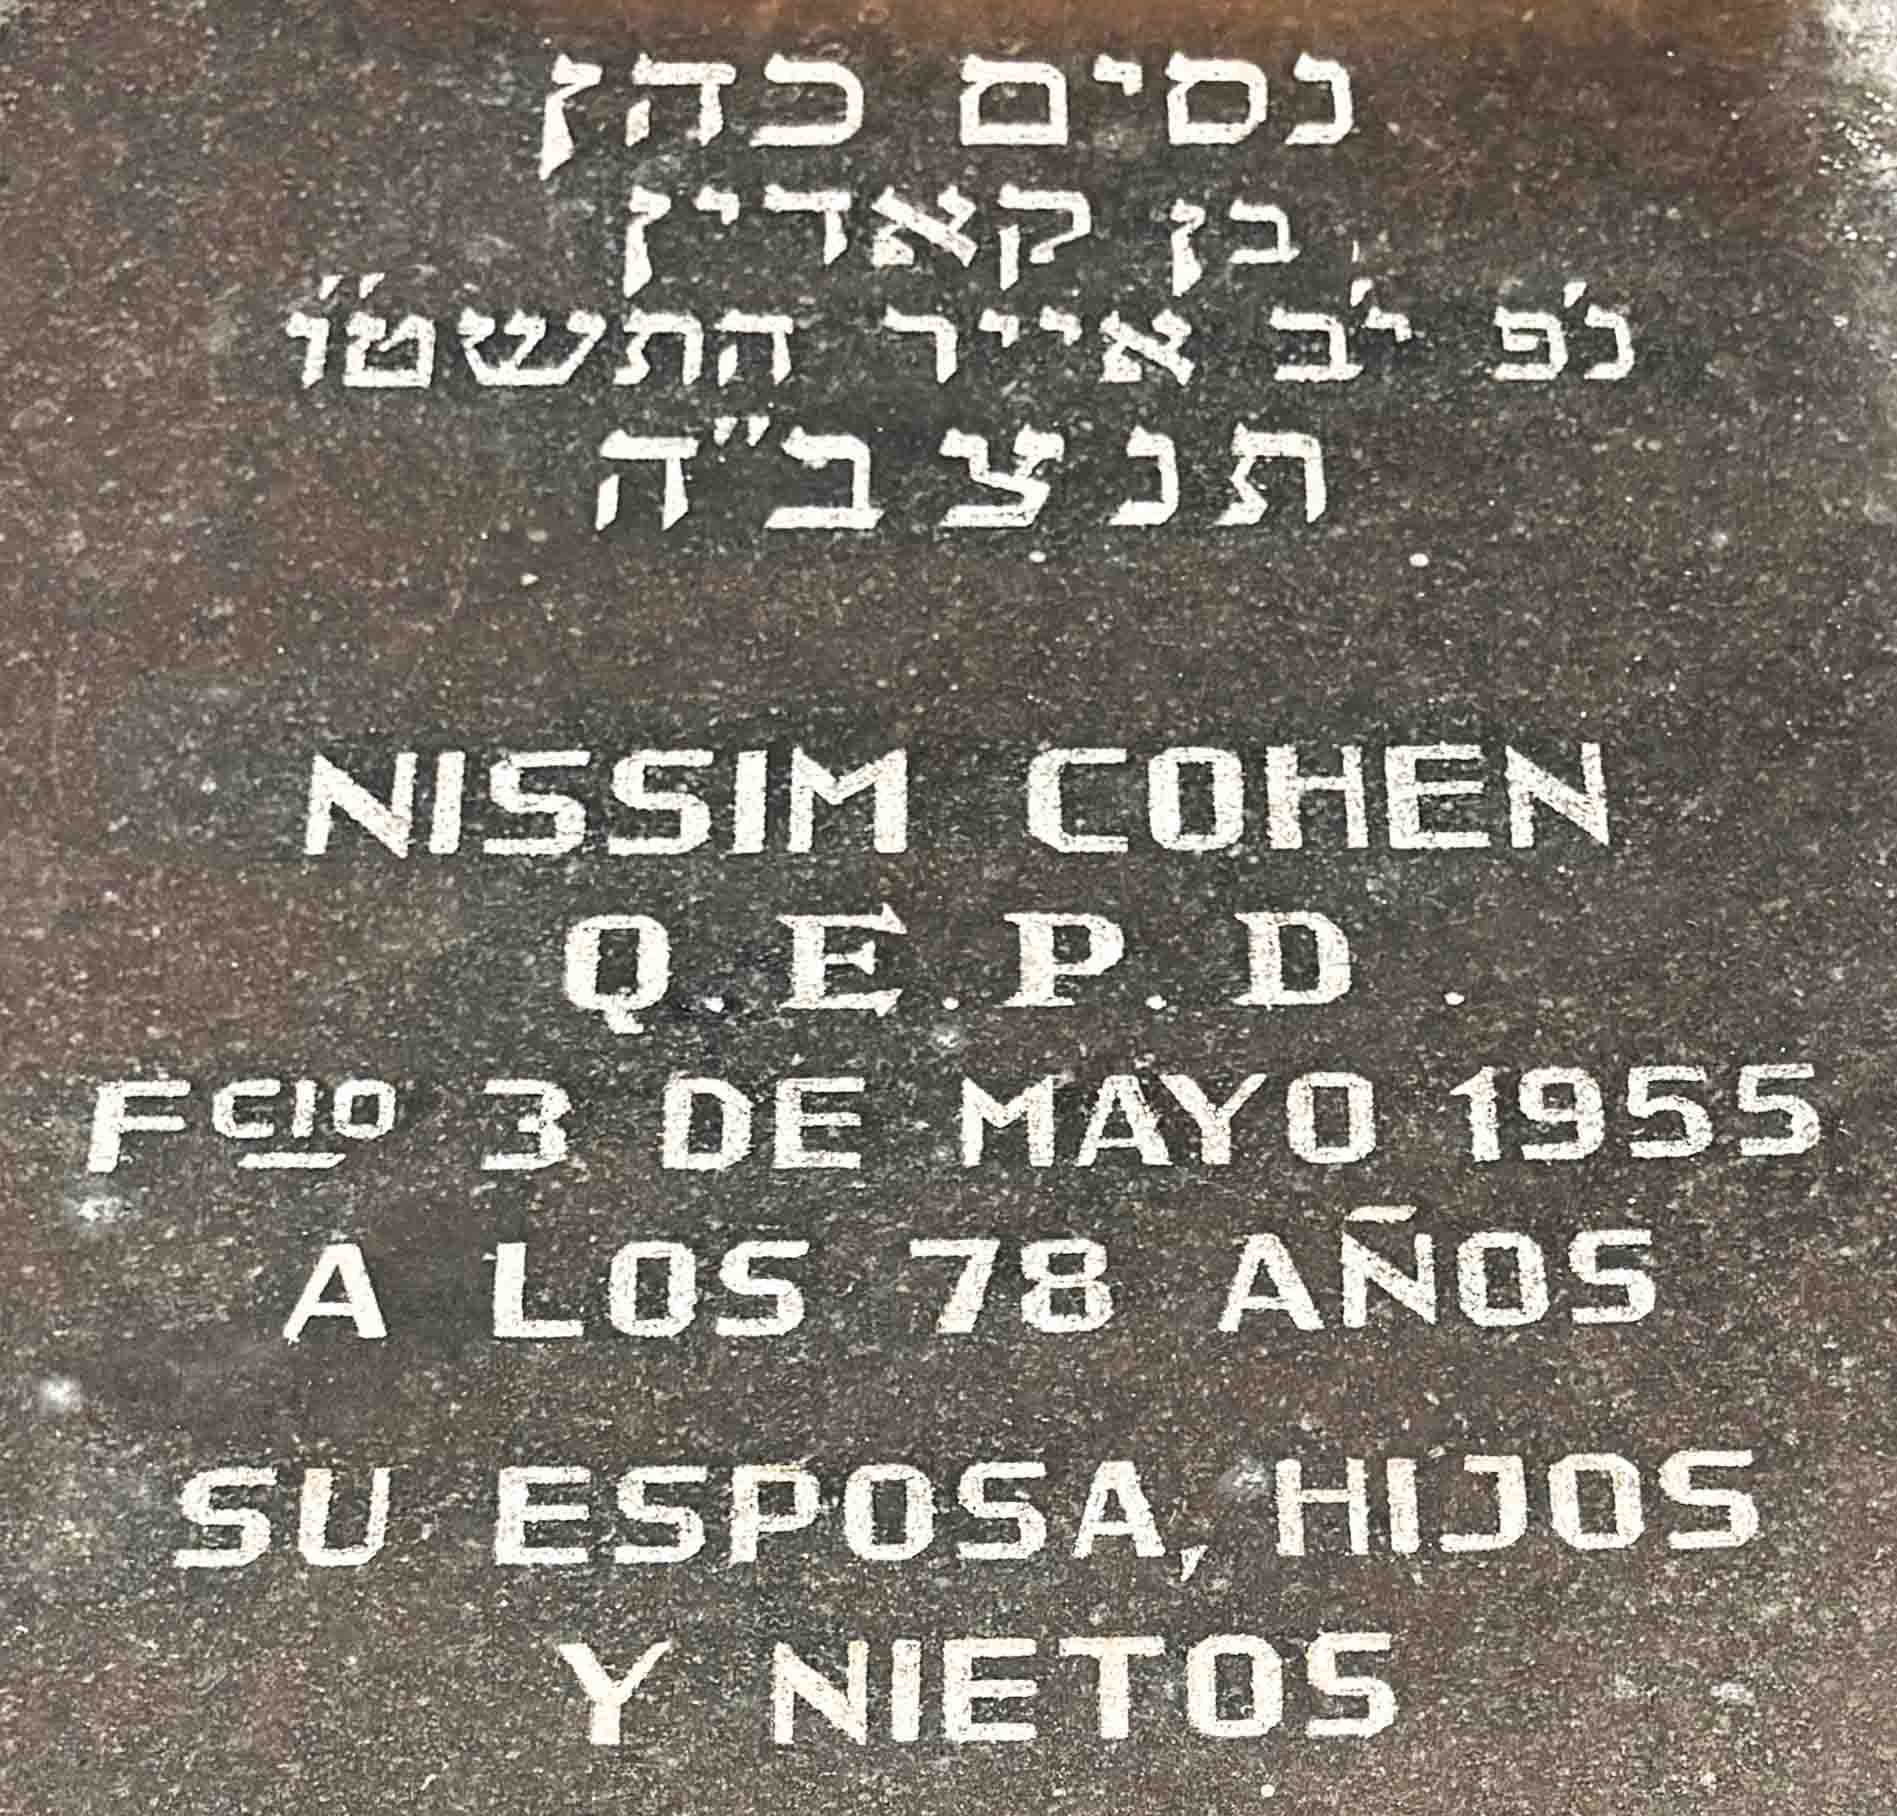 נסים כהן
בן קאדין
נ'פ י'ב אייר התשט"ו
תנצב"ה
NISSIM COHEN
Q.E.P.D.
Fcio 3 DE MAYO 1955
A LOS 78 AÑOS
SU ESPOSA, HIJOS
Y NIETOS